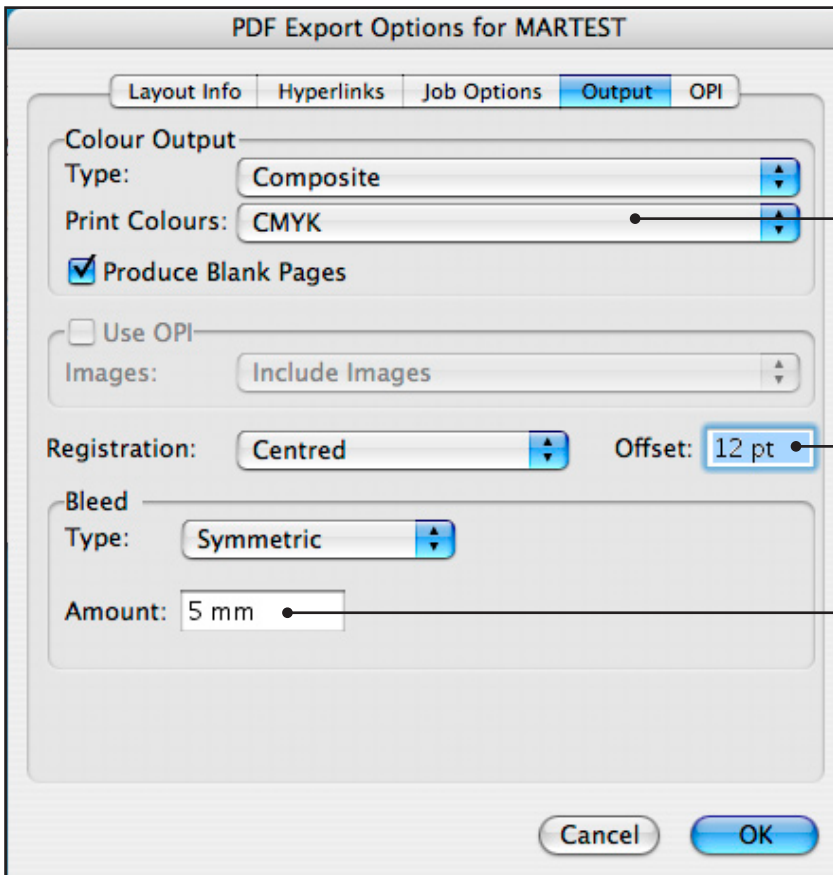 PDF Export Options for MARTEST
Layout Info Hyperlinks Job Options Output OPI
Colour Output
Type: Composite
Print Colours: CMYK
Produce Blank Pages
Use OPI
Images: Include Images
Registration: Centred Offset: 12 pt
Bleed
Type: Symmetric
Amount: 5 mm
Cancel OK